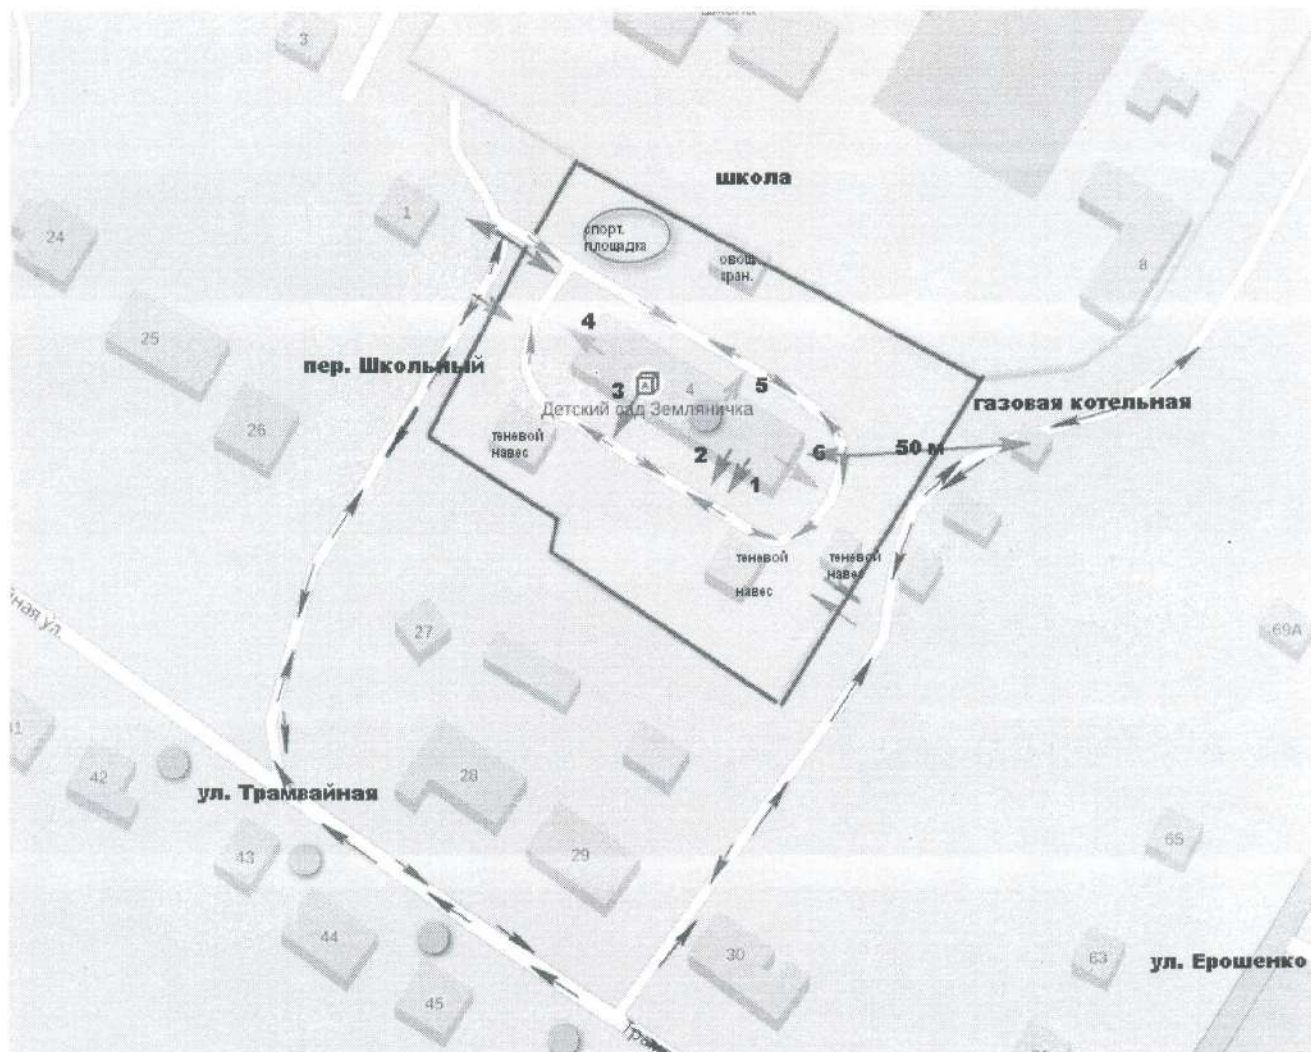 3
школа
1
спорт.
площадка
24
овощ.
хран.
8
4
25
пер. Школьный
3
4
5
Детский сад Земляничка
газовая котельная
26
теневой
навес
2
6
50 м
1
теневой
навес
теневой
навес
27
69А
42
28
ул. Трамвайная
43
29
65
44
30
63
ул. Ерошенко
45